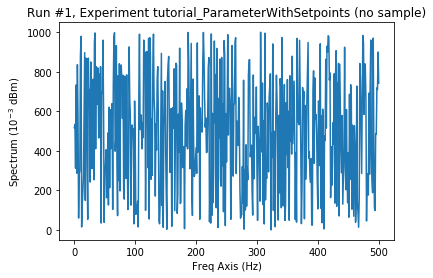 Run #1, Experiment tutorial_ParameterWithSetpoints (no sample)
1000
800
600
400
200
0
Spectrum (10⁻³ dBm)
0 100 200 300 400 500
Freq Axis (Hz)